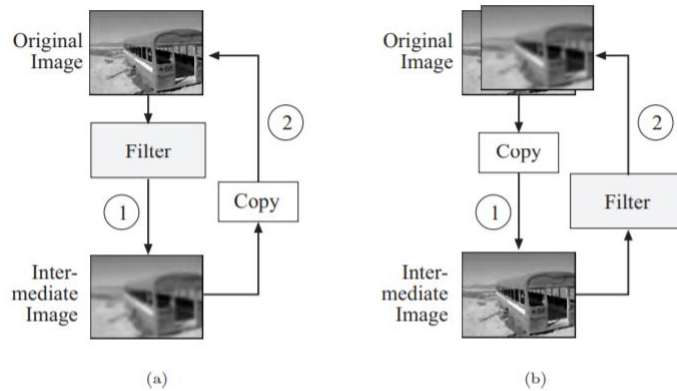 Original
Image
Filter
1
2
Copy
Inter-
mediate
Image
(a)
Original
Image
Copy
1
2
Filter
Inter-
mediate
Image
(b)